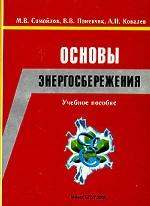 М.В. Самойлов, В.В. Паневчик, А.Н. Ковалев
ОСНОВЫ
ЭНЕРГОСБЕРЕЖЕНИЯ
Учебное пособие